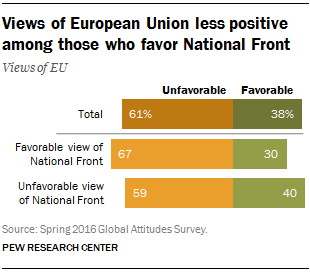 Views of European Union less positive
among those who favor National Front
Views of EU
Unfavorable Favorable
Total 61% 38%
Favorable view of
National Front 67 30
Unfavorable view
of National Front 59 40
Source: Spring 2016 Global Attitudes Survey.
PEW RESEARCH CENTER